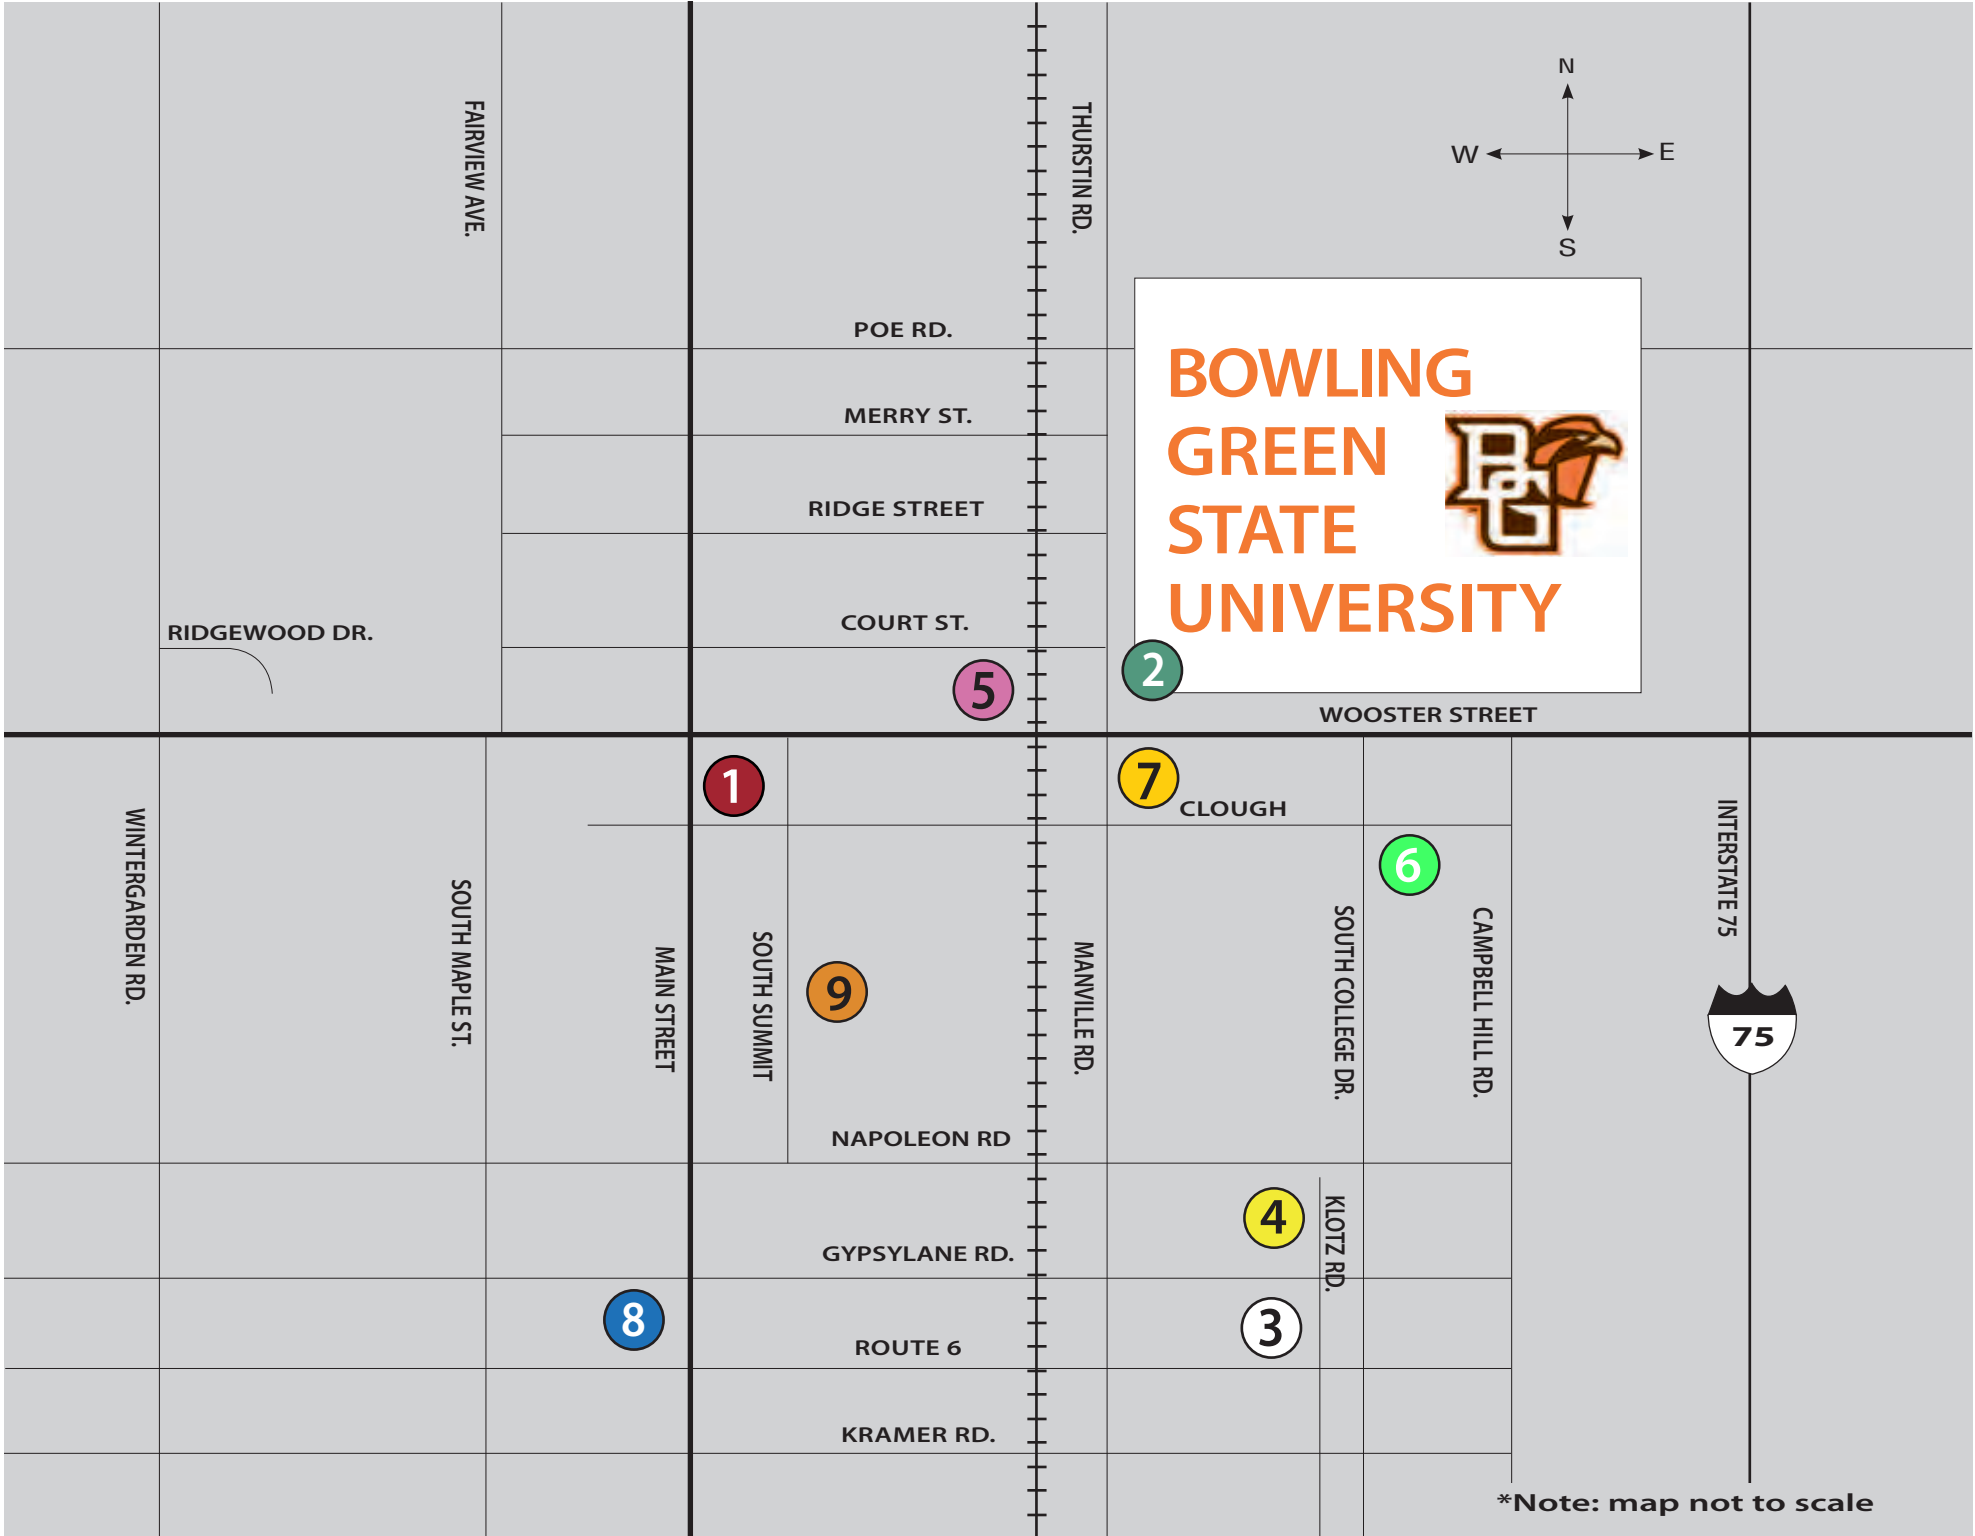 N
W
E
S
FAIRVIEW AVE.
THURSTIN RD.
POE RD.
BOWLING
GREEN
STATE
UNIVERSITY
BG
MERRY ST.
RIDGE STREET
COURT ST.
RIDGEWOOD DR.
5
2
WOOSTER STREET
1
7
CLOUGH
6
WINTERGARDEN RD.
SOUTH MAPLE ST.
MAIN STREET
SOUTH SUMMIT
9
MANVILLE RD.
SOUTH COLLEGE DR.
CAMPBELL HILL RD.
INTERSTATE 75
75
NAPOLEON RD
4
KLOTZ RD.
GYPSYLANE RD.
8
3
ROUTE 6
KRAMER RD.
*Note: map not to scale